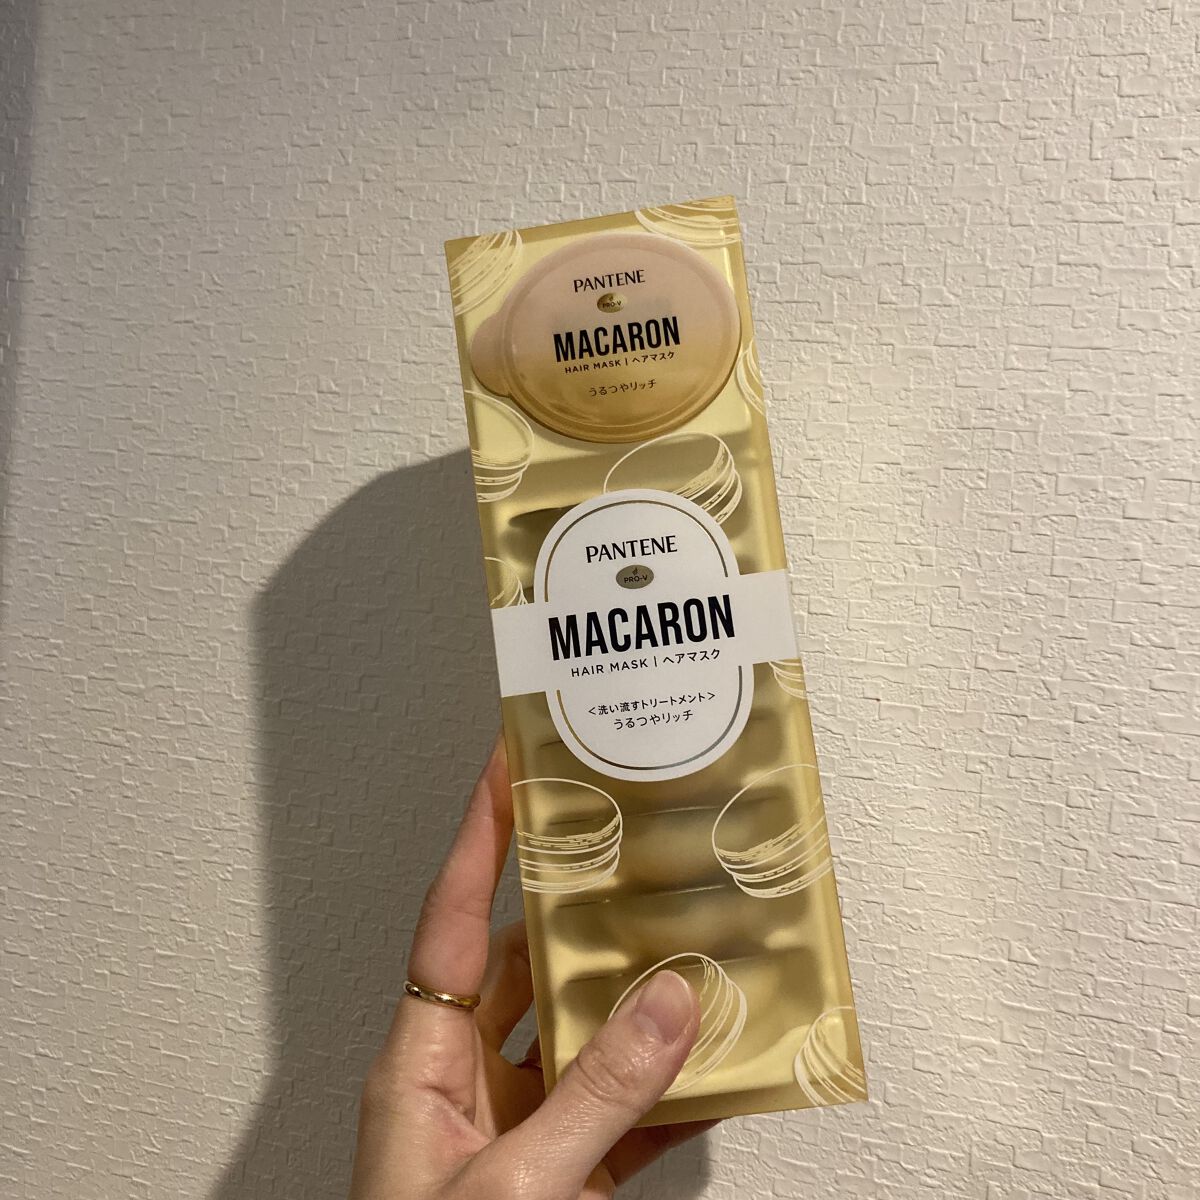 PANTENE
PRO-V
MACARON
HAIR MASK | ヘアマスク
うるつやリッチ
PANTENE
PRO-V
MACARON
HAIR MASK | ヘアマスク
<洗い流すトリートメント>
うるつやリッチ